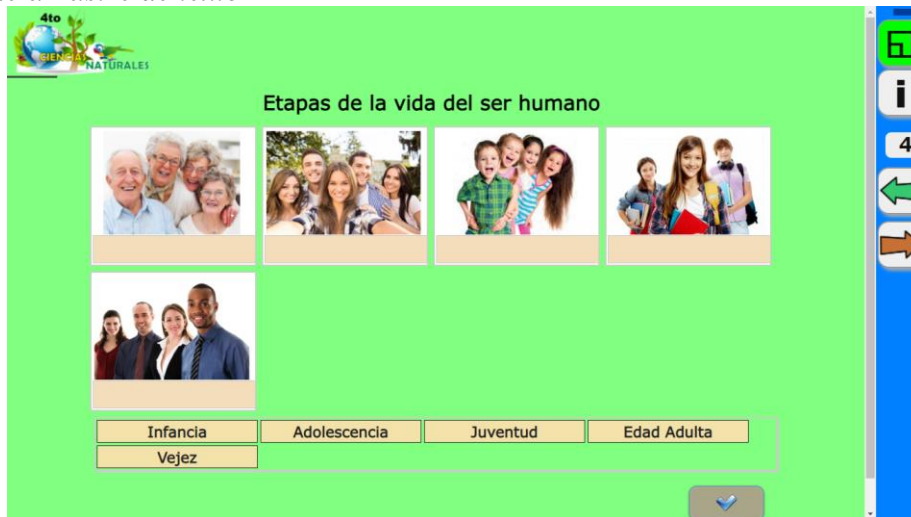 4to
CIENCIAS
NATURALES
Etapas de la vida del ser humano
Infancia Adolescencia Juventud Edad Adulta
Vejez
i
4